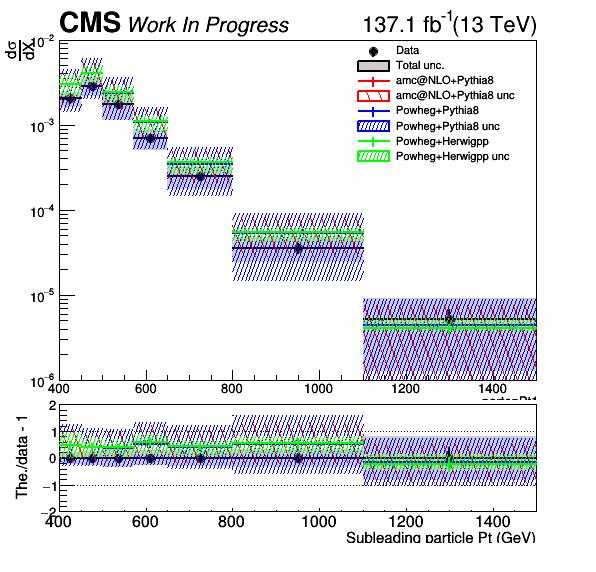 CMS Work In Progress 137.1 fb-1(13 TeV)
dσ
dX
10-2
10-3
10-4
10-5
10-6
Data
Total unc.
amc@NLO+Pythia8
amc@NLO+Pythia8 unc
Powheg+Pythia8
Powheg+Pythia8 unc
Powheg+Herwigpp
Powheg+Herwigpp unc
400 600 800 1000 1200 1400
The./data - 1
2
1
0
-1
-2
400 600 800 1000 1200 1400
Subleading particle Pt (GeV)